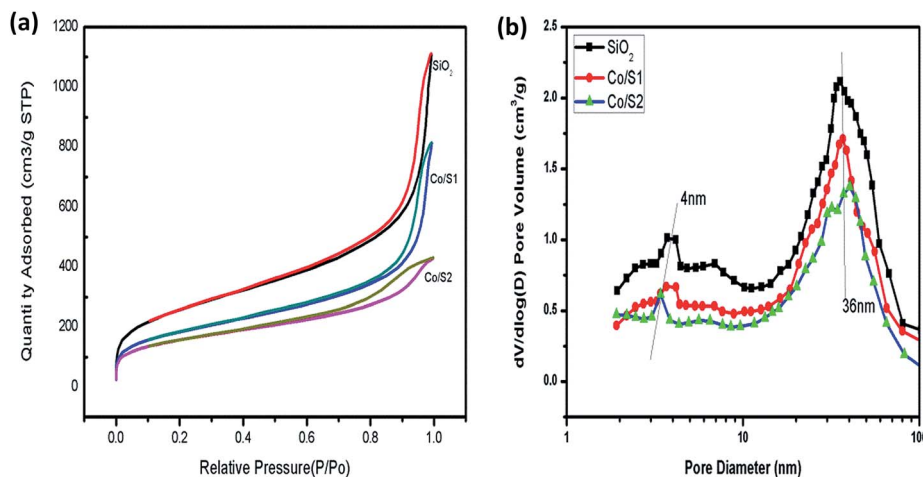 (a)
1200
1000
800
600
400
300
200
100
0
Quanti ty Adsorbed (cm3/g STP)
SiO2
Co/S1
Co/S2
0.0 0.2 0.4 0.6 0.8 1.0
Relative Pressure(P/Po)
(b)
2.5
2.0
1.5
1.0
0.5
0.0
dV/dlog(D) Pore Volume (cm³/g)
SiO2
Co/S1
Co/S2
4nm
36nm
1 10 100
Pore Diameter (nm)